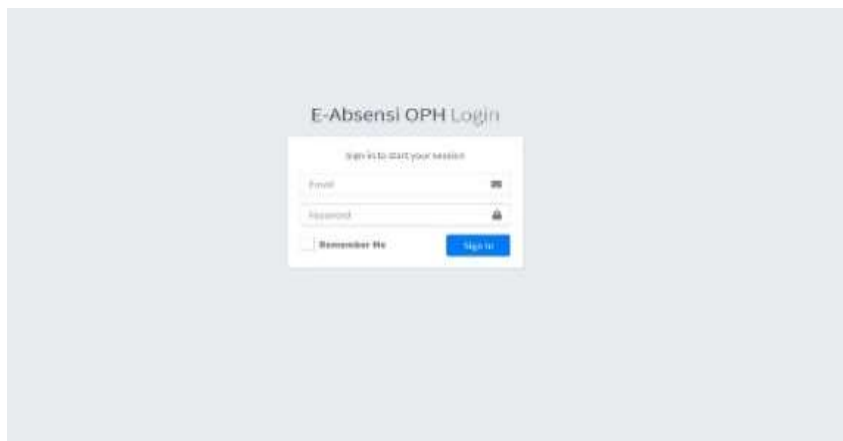 E-Absensi OPH Login
Sign in to start your session
Email
Password
Remember Me
Sign In